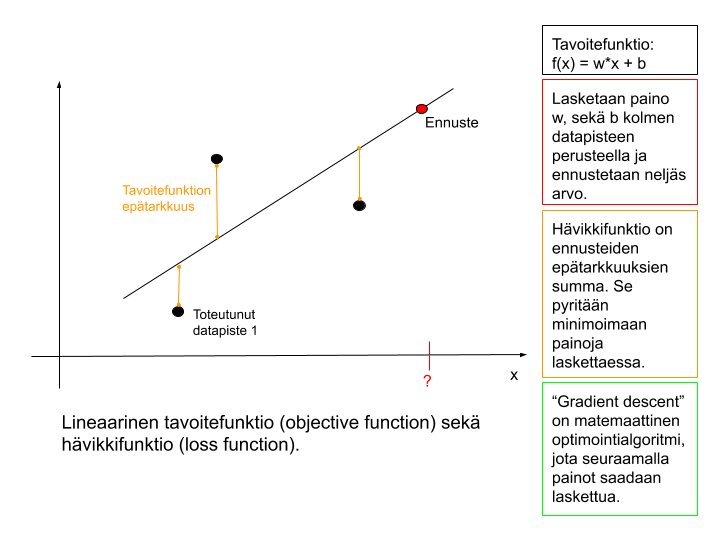 Tavoitefunktio:
f(x) = w*x + b
Lasketaan paino
w, sekä b kolmen
datapisteen
perusteella ja
ennustetaan neljäs
arvo.
Hävikkifunktio on
ennusteiden
epätarkkuuksien
summa. Se
pyritään
minimoimaan
painoja
laskettaessa.
“Gradient descent”
on matemaattinen
optimointialgoritmi,
jota seuraamalla
painot saadaan
laskettua.
Ennuste
Tavoitefunktion
epätarkkuus
Toteutunut
datapiste 1
?
x
Lineaarinen tavoitefunktio (objective function) sekä
hävikkifunktio (loss function).